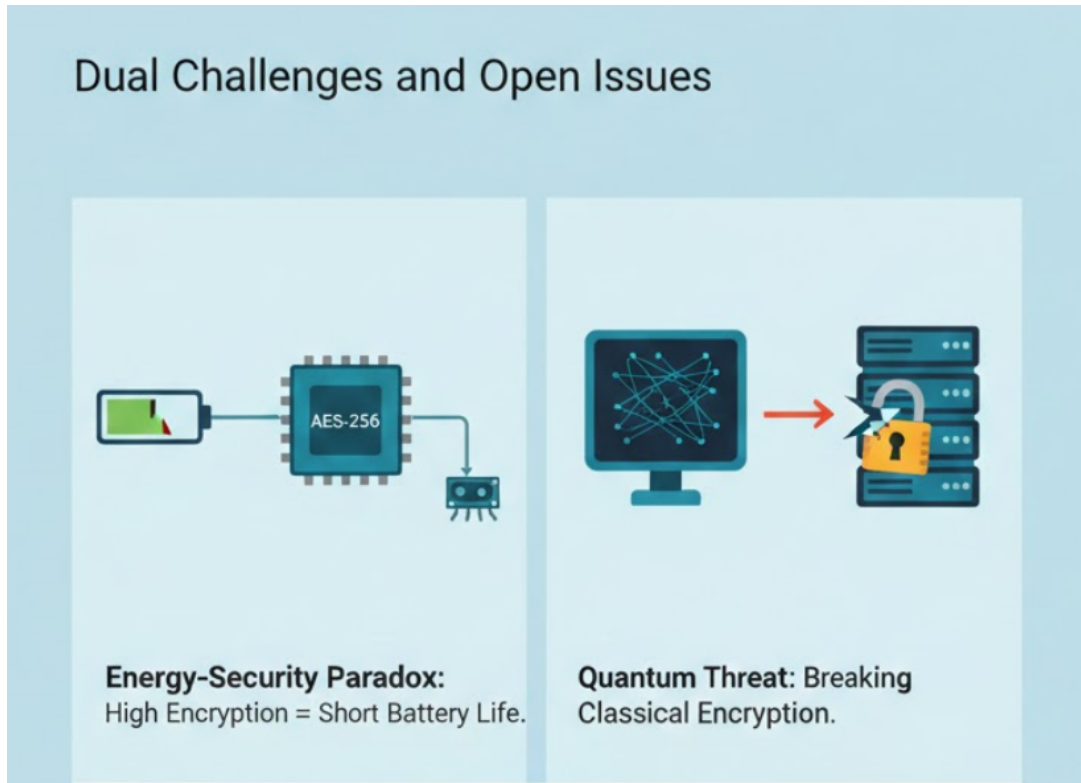 Dual Challenges and Open Issues
AES-256
Energy-Security Paradox:
High Encryption = Short Battery Life.
Quantum Threat: Breaking
Classical Encryption.